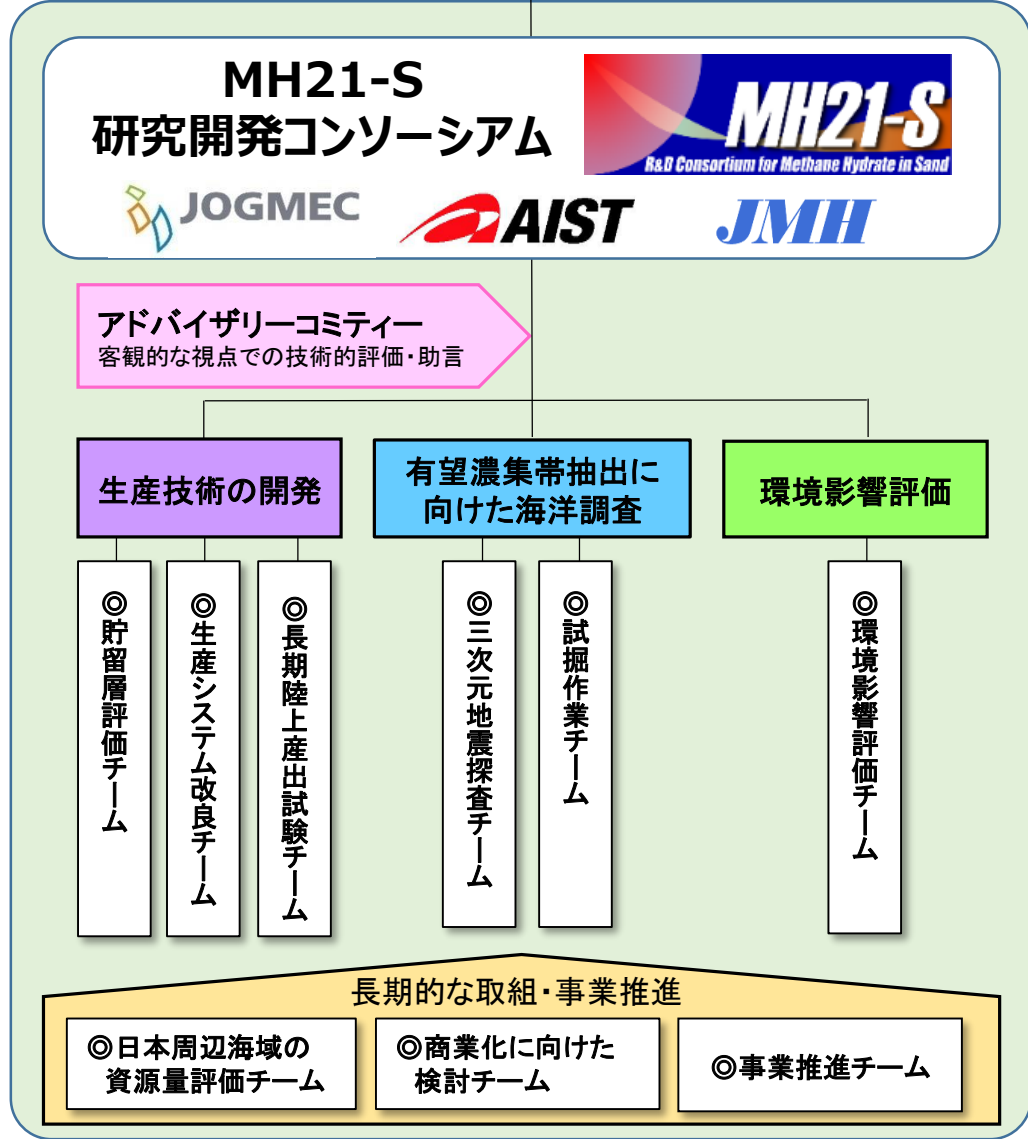 MH21-S
研究開発コンソーシアム
MH21-S
R&D Consortium for Methane Hydrate in Sand
JOGMEC
AIST
JMH
アドバイザリーコミティー
客観的な視点での技術的評価・助言
生産技術の開発
有望濃集帯抽出に
向けた海洋調査
環境影響評価
◎貯留層評価チーム
◎生産システム改良チーム
◎長期陸上産出試験チーム
◎三次元地震探査チーム
◎試掘作業チーム
◎環境影響評価チーム
長期的な取組・事業推進
◎日本周辺海域の
資源量評価チーム
◎商業化に向けた
検討チーム
◎事業推進チーム